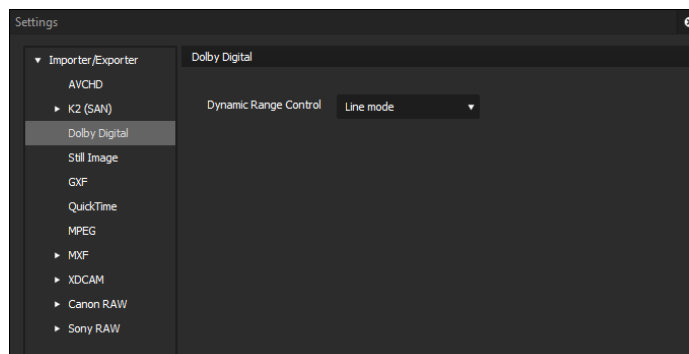 Settings
Importer/Exporter
Dolby Digital
AVCHD
K2 (SAN)
Dynamic Range Control
Line mode
Dolby Digital
Still Image
GXF
QuickTime
MPEG
MXF
XDCAM
Canon RAW
Sony RAW